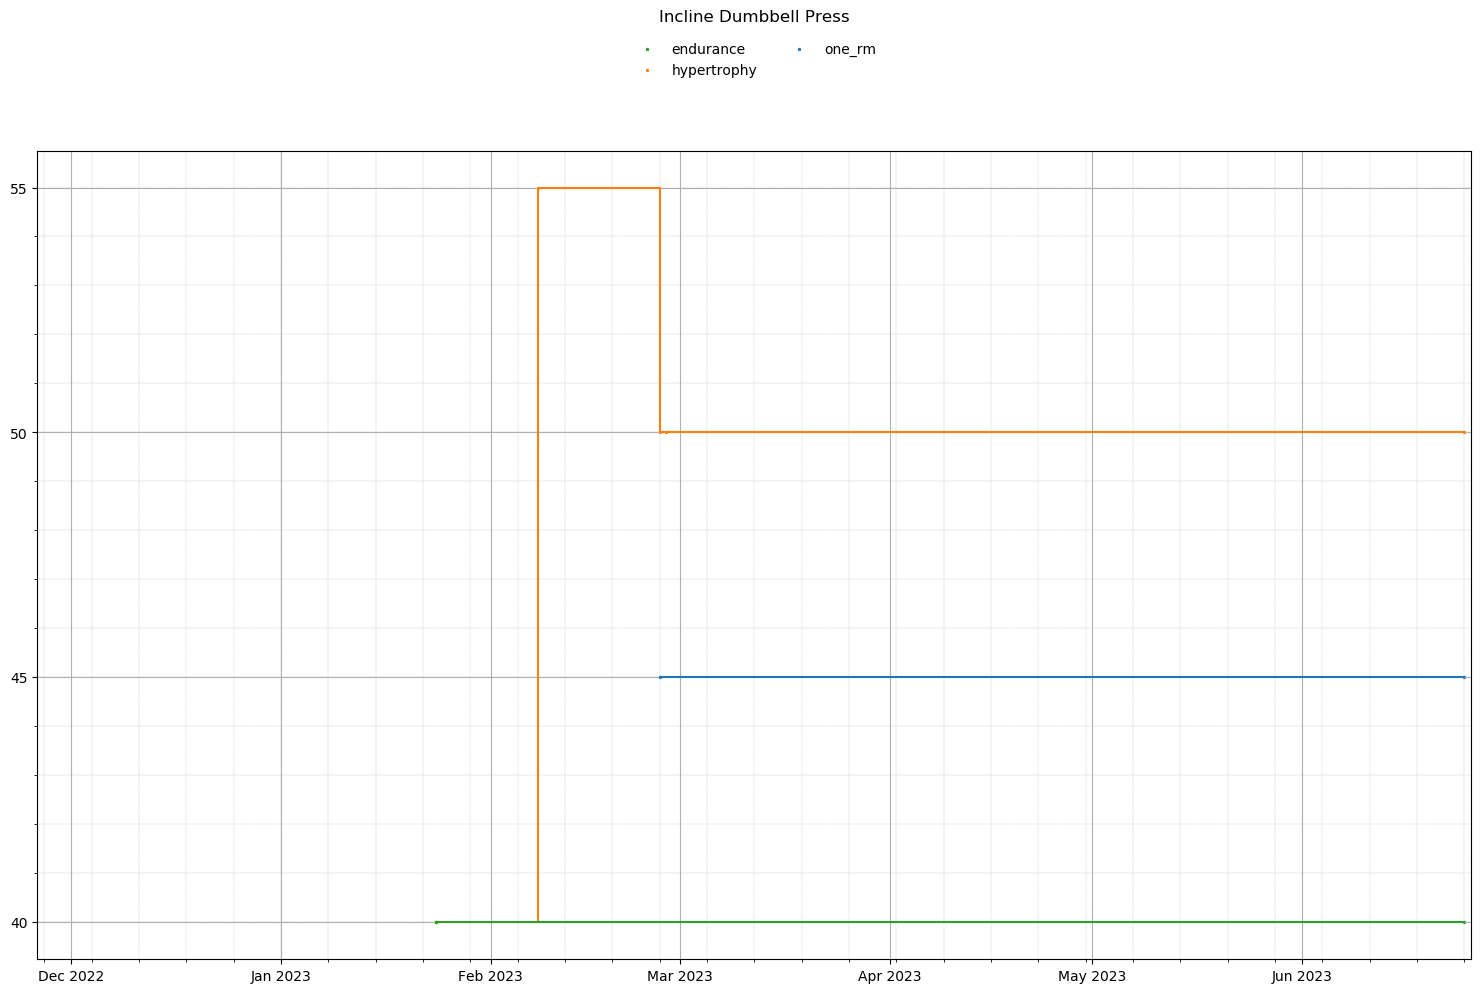 Incline Dumbbell Press
endurance
hypertrophy
one_rm
55
50
45
40
Dec 2022
Jan 2023
Feb 2023
Mar 2023
Apr 2023
May 2023
Jun 2023